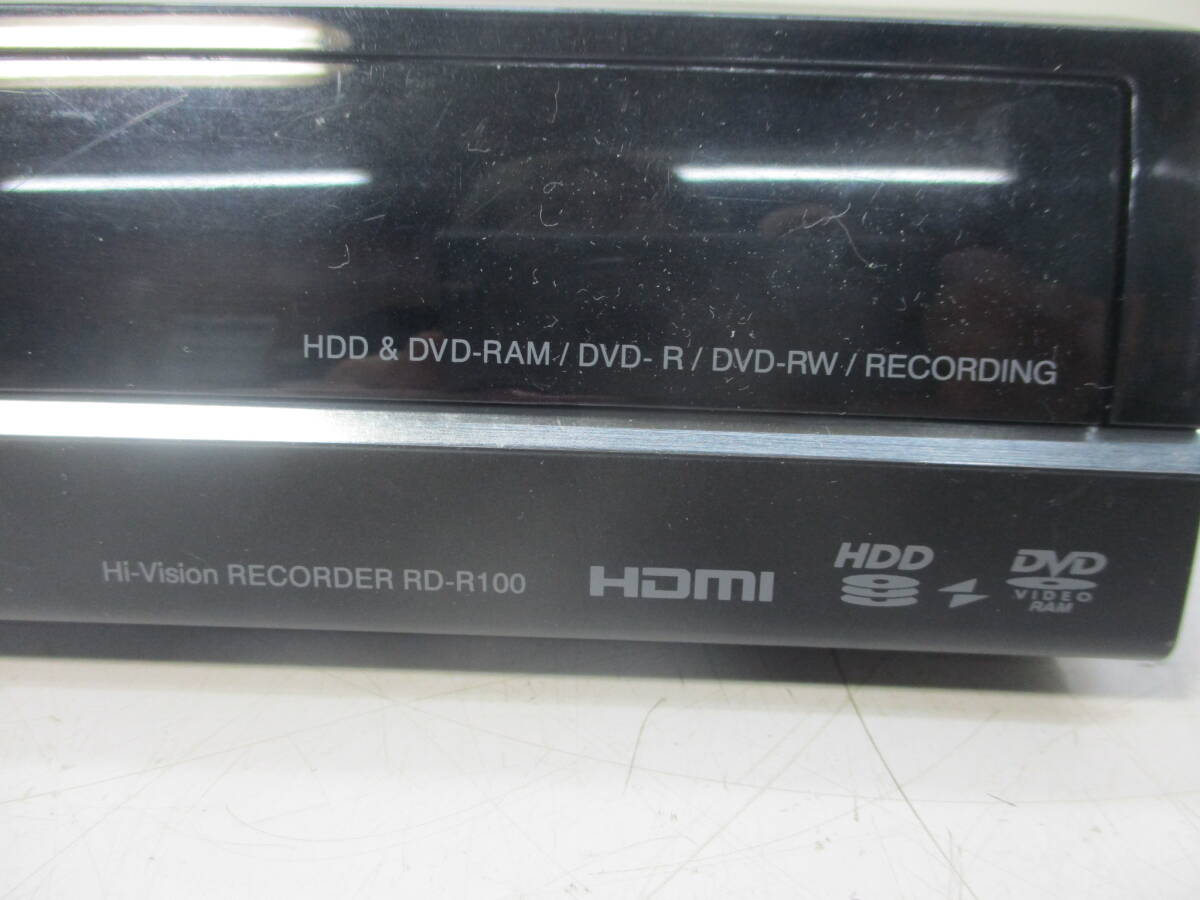 HDD & DVD-RAM / DVD- R / DVD-RW / RECORDING
Hi-Vision RECORDER RD-R100
HDMI
HDD
DVD
VIDEO
RAM